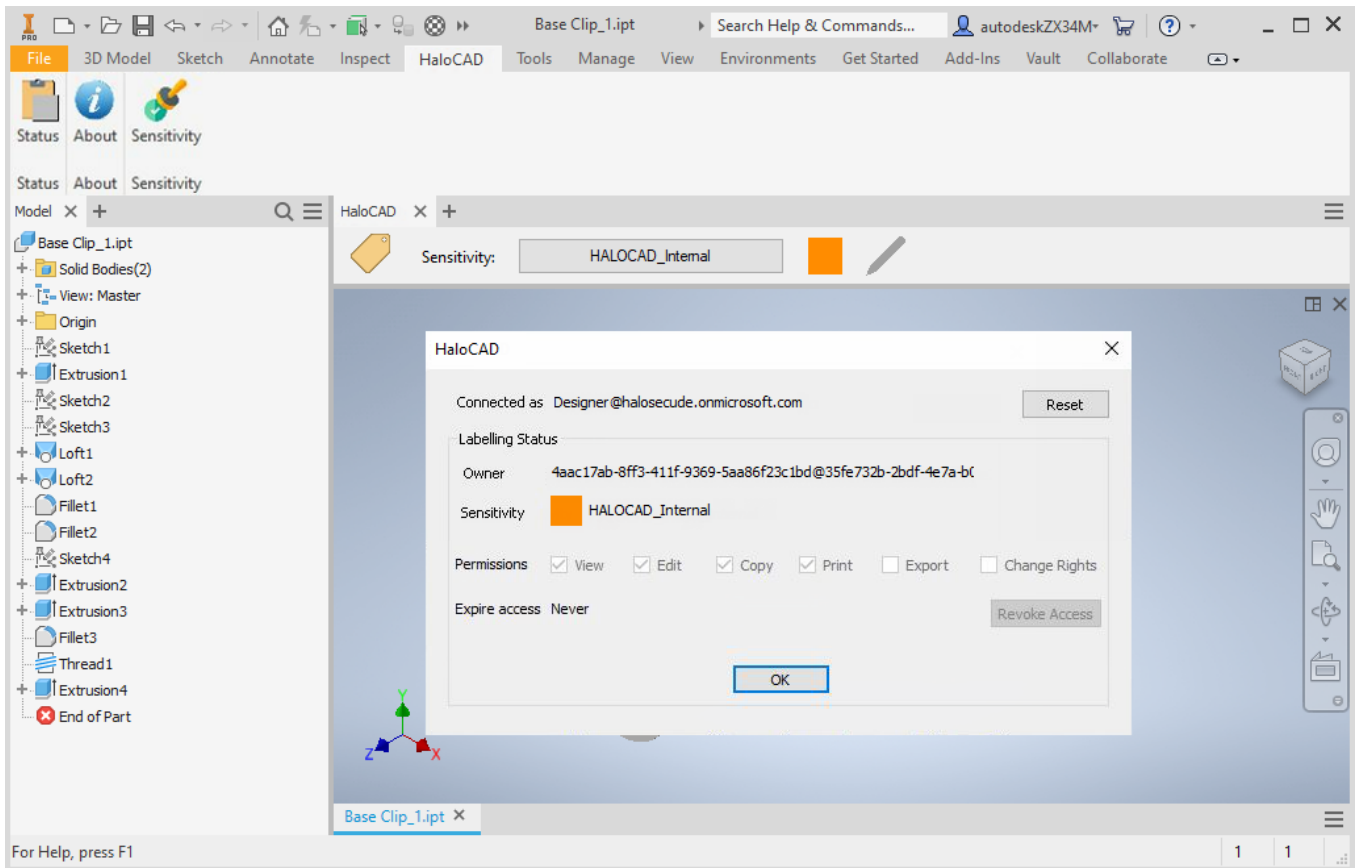 PRO
Base Clip_1.ipt
Search Help & Commands...
autodeskZX34M
File 3D Model Sketch Annotate Inspect HaloCAD Tools Manage View Environments Get Started Add-Ins Vault Collaborate
Status About Sensitivity
Status About Sensitivity
Model
HaloCAD
Base Clip_1.ipt
Solid Bodies(2)
View: Master
Origin
Sketch1
Extrusion1
Sketch2
Sketch3
Loft1
Loft2
Fillet1
Fillet2
Sketch4
Extrusion2
Extrusion3
Fillet3
Thread1
Extrusion4
End of Part
Sensitivity: HALOCAD_Internal
HaloCAD
Connected as Designer@halosecude.onmicrosoft.com Reset
Labelling Status
Owner 4aac17ab-8ff3-411f-9369-5aa86f23c1bd@35fe732b-2bdf-4e7a-b0
Sensitivity HALOCAD_Internal
Permissions View Edit Copy Print Export Change Rights
Expire access Never Revoke Access
OK
Y
Z X
Base Clip_1.ipt
For Help, press F1 1 1